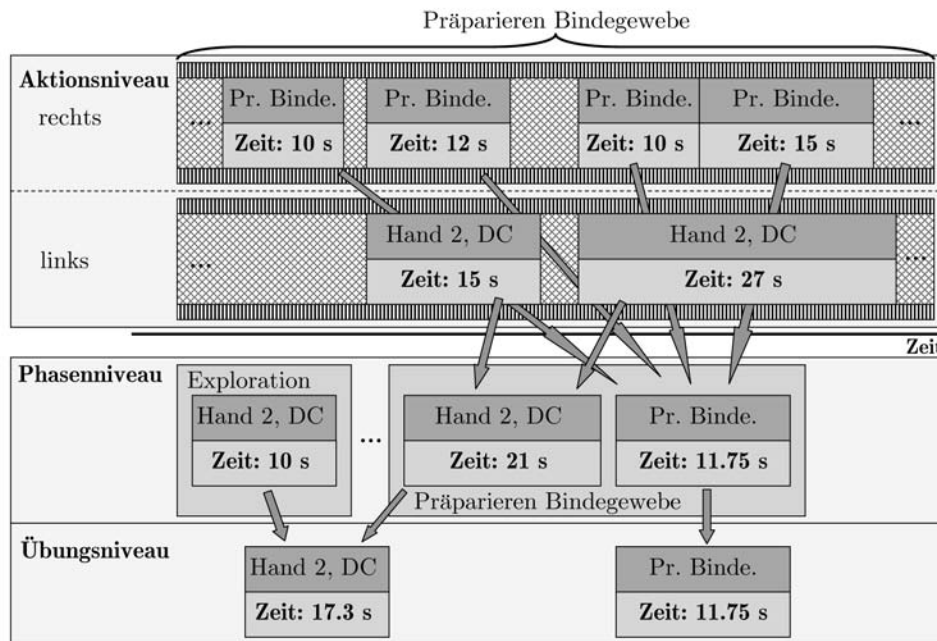 Präparieren Bindegewebe
Aktionsniveau
rechts
... Pr. Binde. Pr. Binde. Pr. Binde. Pr. Binde. ...
Zeit: 10 s Zeit: 12 s Zeit: 10 s Zeit: 15 s
links
... Hand 2, DC Hand 2, DC ...
Zeit: 15 s Zeit: 27 s
Zeit
Phasenniveau
Exploration
Hand 2, DC ... Hand 2, DC Pr. Binde.
Zeit: 10 s Zeit: 21 s Zeit: 11.75 s
Präparieren Bindegewebe
Übungsniveau
Hand 2, DC Pr. Binde.
Zeit: 17.3 s Zeit: 11.75 s